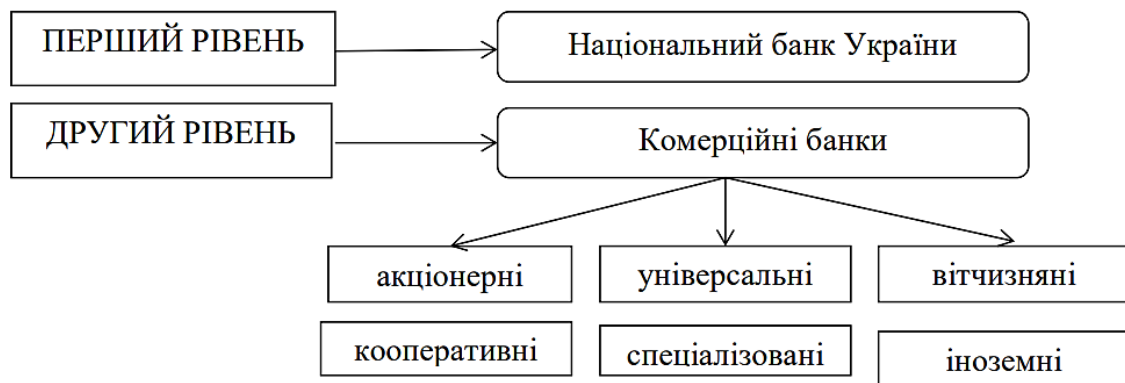 ПЕРШИЙ РІВЕНЬ
Національний банк України
ДРУГИЙ РІВЕНЬ
Комерційні банки
акціонерні
універсальні
вітчизняні
кооперативні
спеціалізовані
іноземні